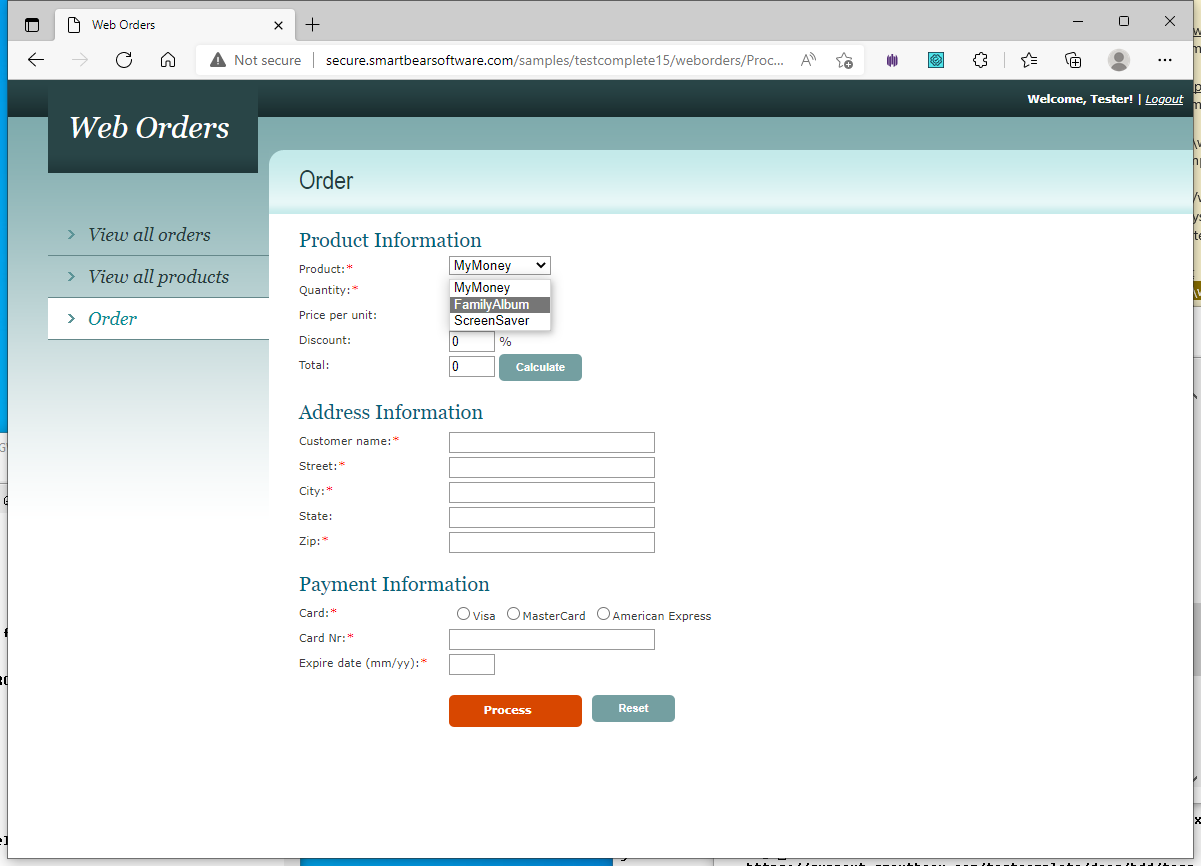 Web Orders
Not secure
secure.smartbearsoftware.com/samples/testcomplete15/weborders/Proc...
Welcome, Tester! | Logout
Web Orders
View all orders
View all products
Order
Order
Product Information
Product:* MyMoney
MyMoney
FamilyAlbum
ScreenSaver
Quantity:*
Price per unit:
Discount: 0 %
Total: 0 Calculate
Address Information
Customer name:*
Street:*
City:*
State:
Zip:*
Payment Information
Card:* Visa MasterCard American Express
Card Nr:*
Expire date (mm/yy):*
Process Reset